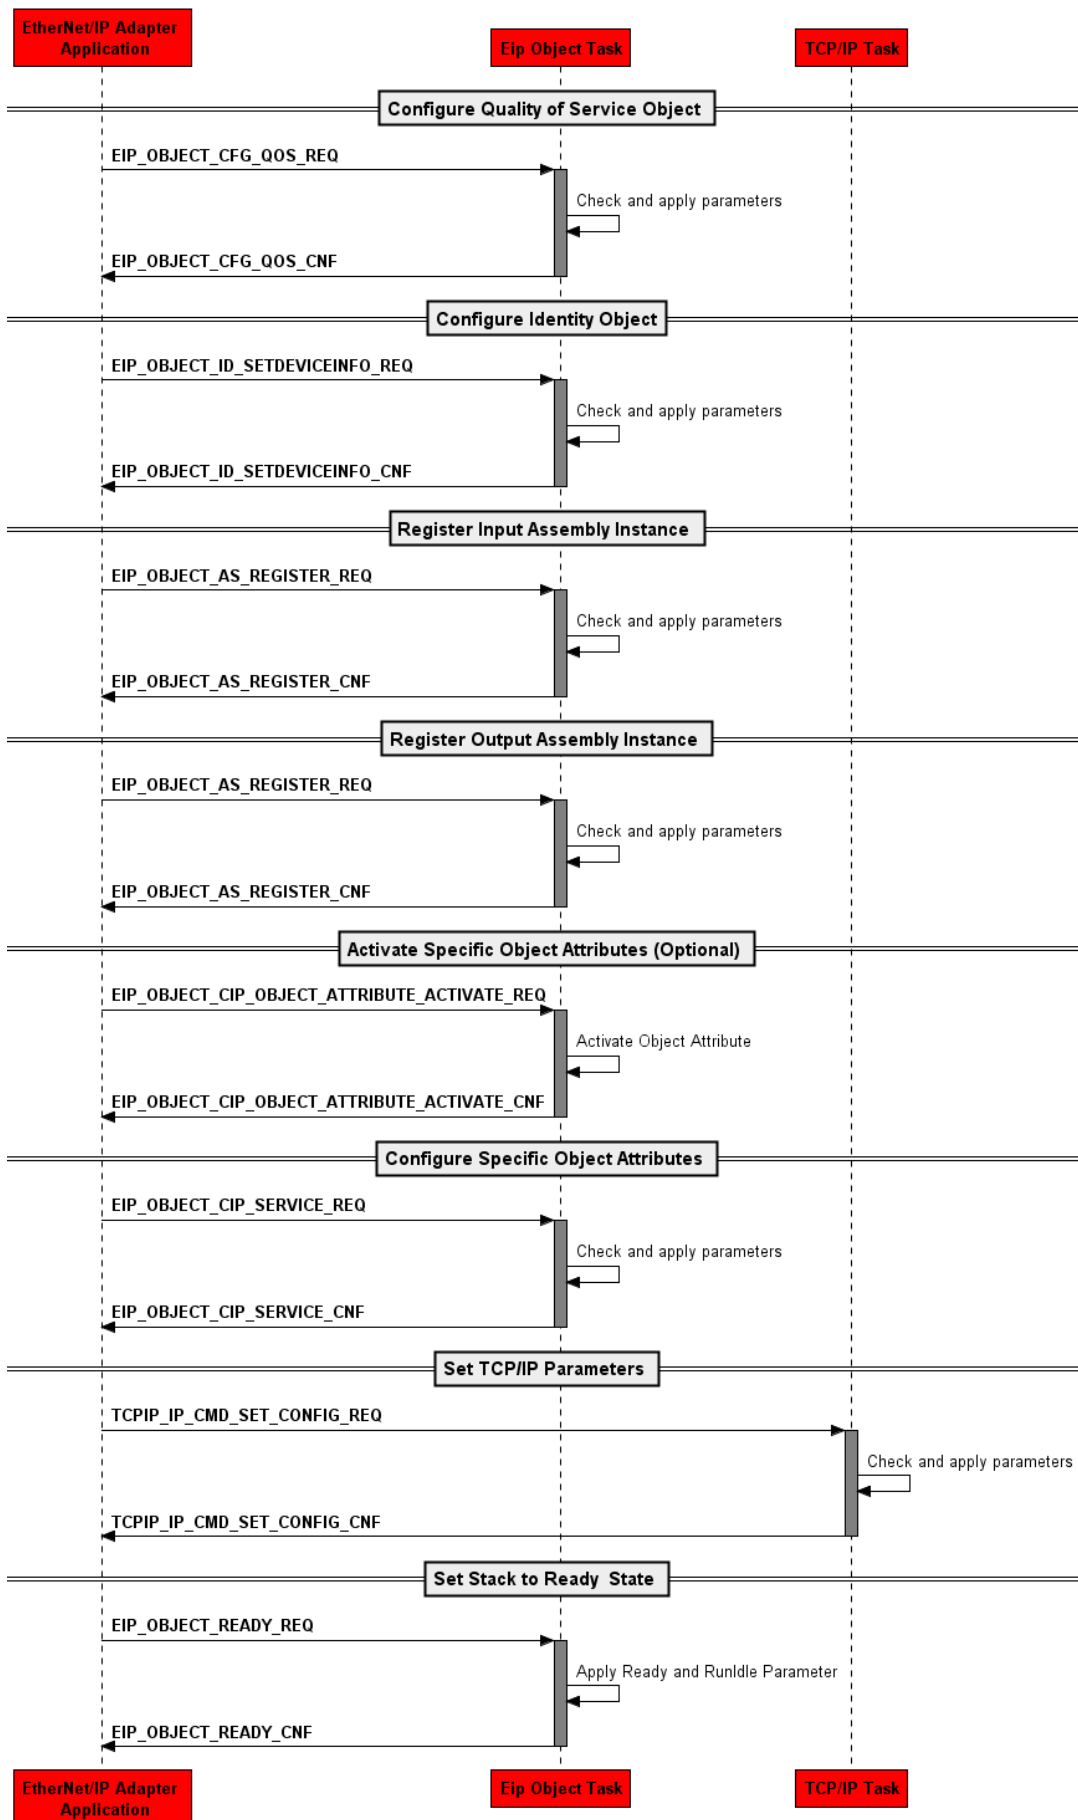 EtherNet/IP Adapter
Application
Eip Object Task
TCP/IP Task
Configure Quality of Service Object
EIP_OBJECT_CFG_QOS_REQ
Check and apply parameters
EIP_OBJECT_CFG_QOS_CNF
Configure Identity Object
EIP_OBJECT_ID_SETDEVICEINFO_REQ
Check and apply parameters
EIP_OBJECT_ID_SETDEVICEINFO_CNF
Register Input Assembly Instance
EIP_OBJECT_AS_REGISTER_REQ
Check and apply parameters
EIP_OBJECT_AS_REGISTER_CNF
Register Output Assembly Instance
EIP_OBJECT_AS_REGISTER_REQ
Check and apply parameters
EIP_OBJECT_AS_REGISTER_CNF
Activate Specific Object Attributes (Optional)
EIP_OBJECT_CIP_OBJECT_ATTRIBUTE_ACTIVATE_REQ
Activate Object Attribute
EIP_OBJECT_CIP_OBJECT_ATTRIBUTE_ACTIVATE_CNF
Configure Specific Object Attributes
EIP_OBJECT_CIP_SERVICE_REQ
Check and apply parameters
EIP_OBJECT_CIP_SERVICE_CNF
Set TCP/IP Parameters
TCPIP_IP_CMD_SET_CONFIG_REQ
Check and apply parameters
TCPIP_IP_CMD_SET_CONFIG_CNF
Set Stack to Ready State
EIP_OBJECT_READY_REQ
Apply Ready and RunIdle Parameter
EIP_OBJECT_READY_CNF
EtherNet/IP Adapter
Application
Eip Object Task
TCP/IP Task